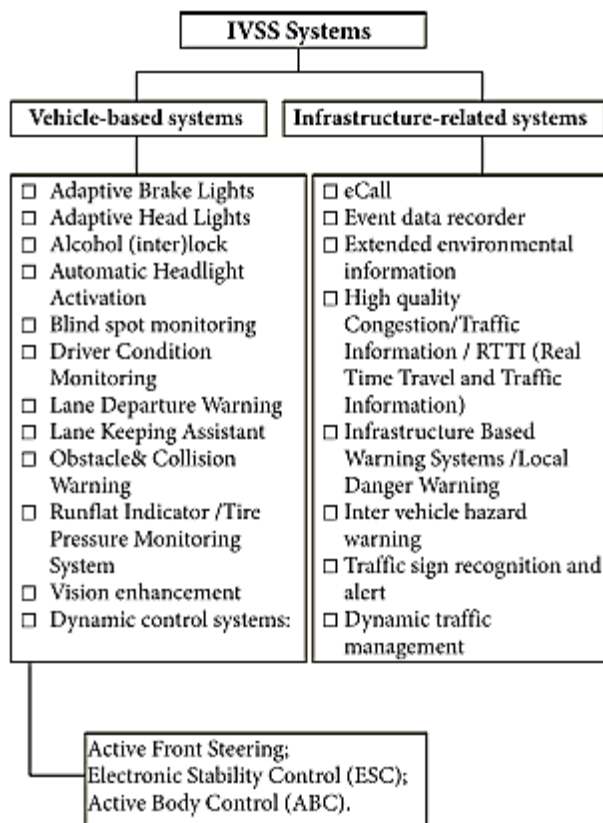 IVSS Systems
Vehicle-based systems
□ Adaptive Brake Lights
□ Adaptive Head Lights
□ Alcohol (inter)lock
□ Automatic Headlight
Activation
□ Blind spot monitoring
□ Driver Condition
Monitoring
□ Lane Departure Warning
□ Lane Keeping Assistant
□ Obstacle& Collision
Warning
□ Runflat Indicator /Tire
Pressure Monitoring
System
□ Vision enhancement
□ Dynamic control systems:
Infrastructure-related systems
□ eCall
□ Event data recorder
□ Extended environmental
information
□ High quality
Congestion/Traffic
Information / RTTI (Real
Time Travel and Traffic
Information)
□ Infrastructure Based
Warning Systems /Local
Danger Warning
□ Inter vehicle hazard
warning
□ Traffic sign recognition and
alert
□ Dynamic traffic
management
Active Front Steering;
Electronic Stability Control (ESC);
Active Body Control (ABC).